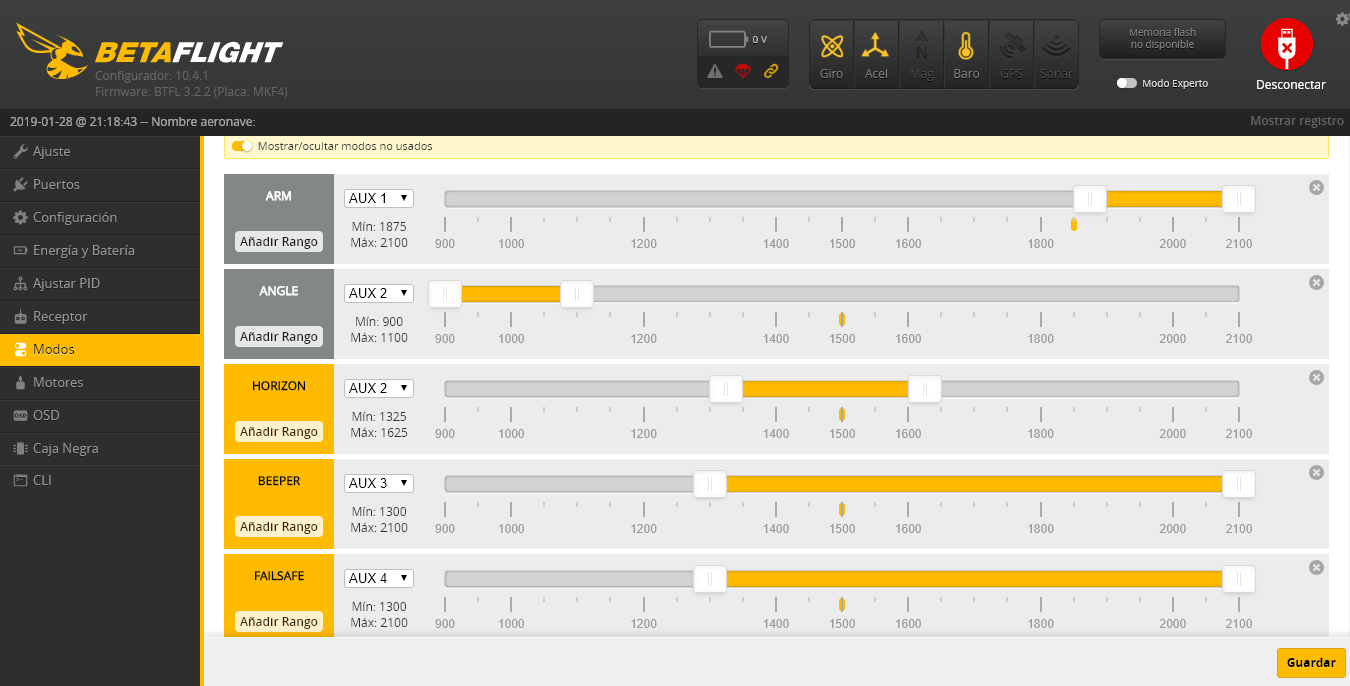 BETAFLIGHT
Configurador: 10.4.1
Firmware: BTFL 3.2.2 (Placa: MKF4)
0 V
Giro
Acel
N
Mag
Baro
GPS
Sonar
Memoria flash
no disponible
Modo Experto
Desconectar
2019-01-28 @ 21:18:43 -- Nombre aeronave:
Mostrar registro
Ajuste
Puertos
Configuración
Energía y Batería
Ajustar PID
Receptor
Modos
Motores
OSD
OSD
Caja Negra
CLI
Mostrar/ocultar modos no usados
ARM
Añadir Rango
AUX 1
Mín: 1875
Máx: 2100
900 1000 1200 1400 1500 1600 1800 2000 2100
ANGLE
Añadir Rango
AUX 2
Mín: 900
Máx: 1100
900 1000 1200 1400 1500 1600 1800 2000 2100
HORIZON
Añadir Rango
AUX 2
Mín: 1325
Máx: 1625
900 1000 1200 1400 1500 1600 1800 2000 2100
BEEPER
Añadir Rango
AUX 3
Mín: 1300
Máx: 2100
900 1000 1200 1400 1500 1600 1800 2000 2100
FAILSAFE
Añadir Rango
AUX 4
Mín: 1300
Máx: 2100
900 1000 1200 1400 1500 1600 1800 2000 2100
Guardar